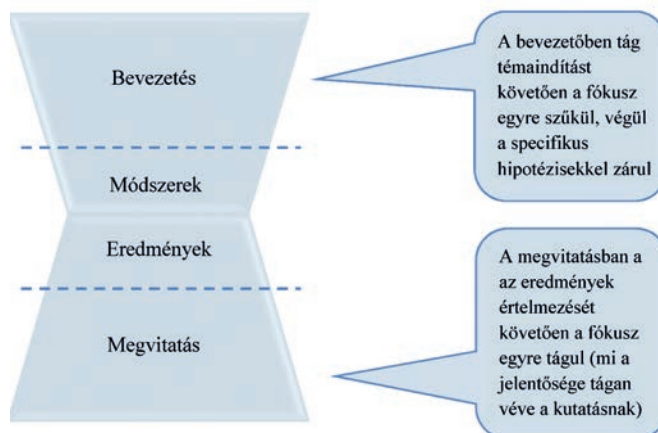 Bevezetés
Módszerek
Eredmények
Megvitatás
A bevezetőben tág
témaindítást
követően a fókusz
egyre szűkül, végül
a specifikus
hipotézisekkel zárul
A megvitatásban a
az eredmények
értelmezését
követően a fókusz
egyre tágul (mi a
jelentősége tágan
véve a kutatásnak)